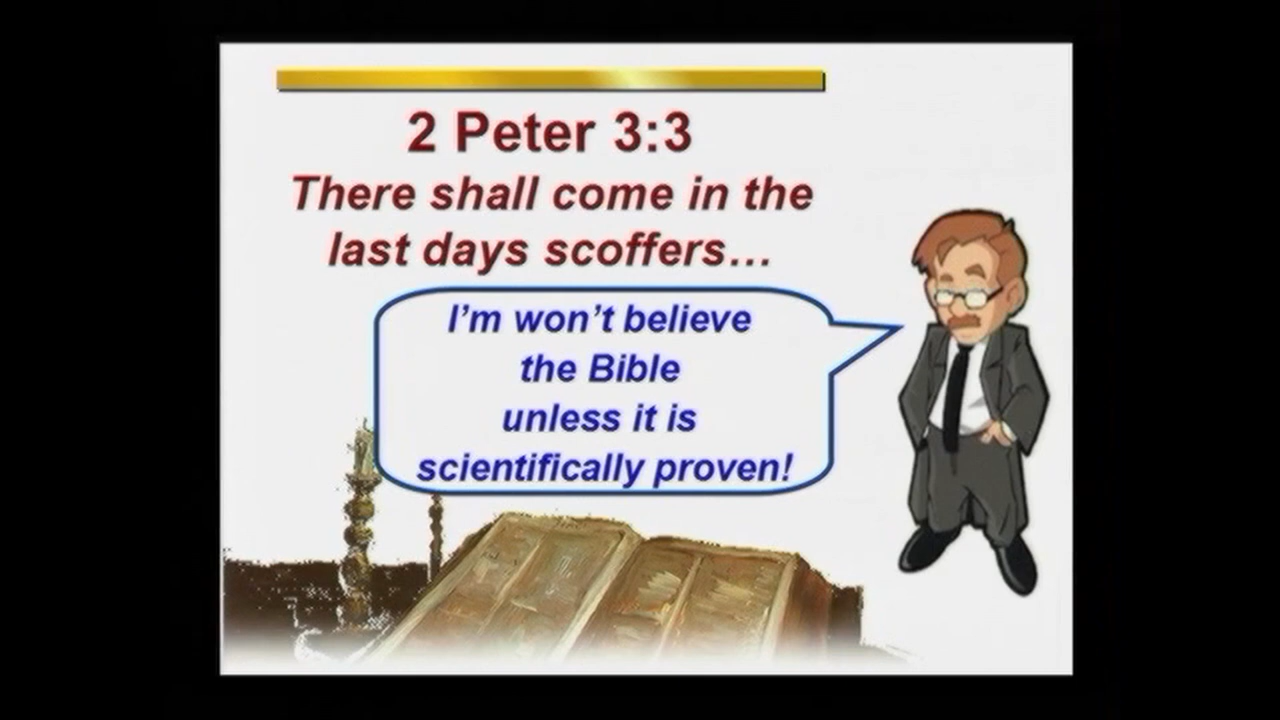 2 Peter 3:3
There shall come in the
last days scoffers…
I'm won't believe
the Bible
unless it is
scientifically proven!